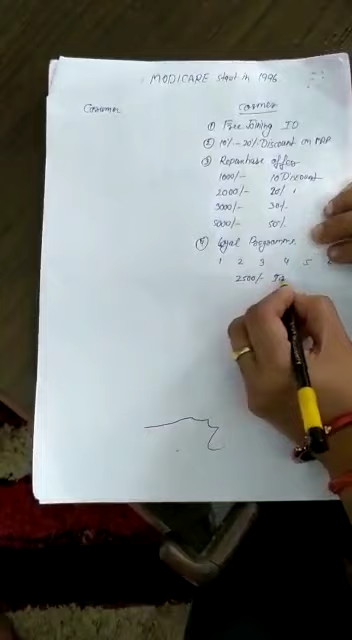 MODICARE start in 1996
Consumer
① Free Joining ID
② 10%-20% Discount on MRP
③ Repurchase offer
1000/- 10 Discount
2000/- 20%
3000/- 30%
5000/- 50%
④ Loyal Programme
1 2 3 4 5
2500/-